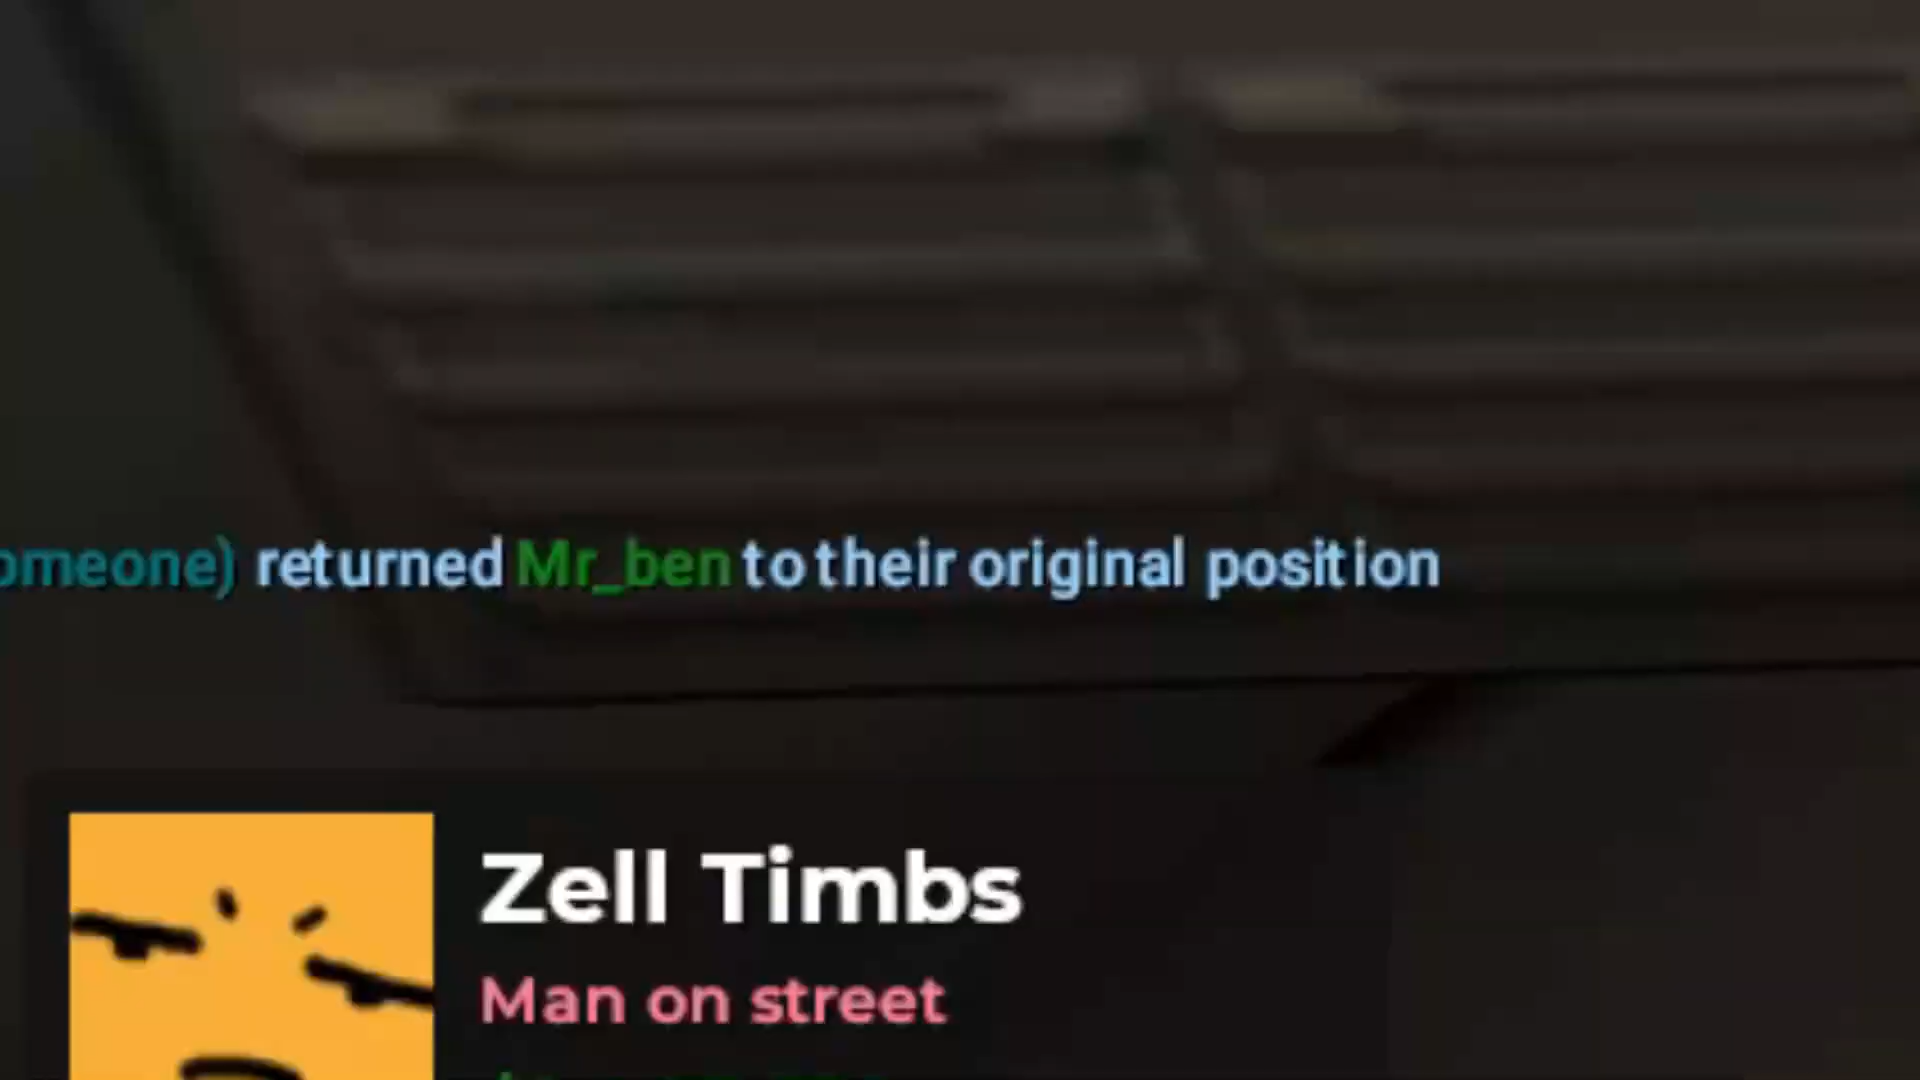 omeone) returned Mr_ben to their original position
Zell Timbs
Man on street